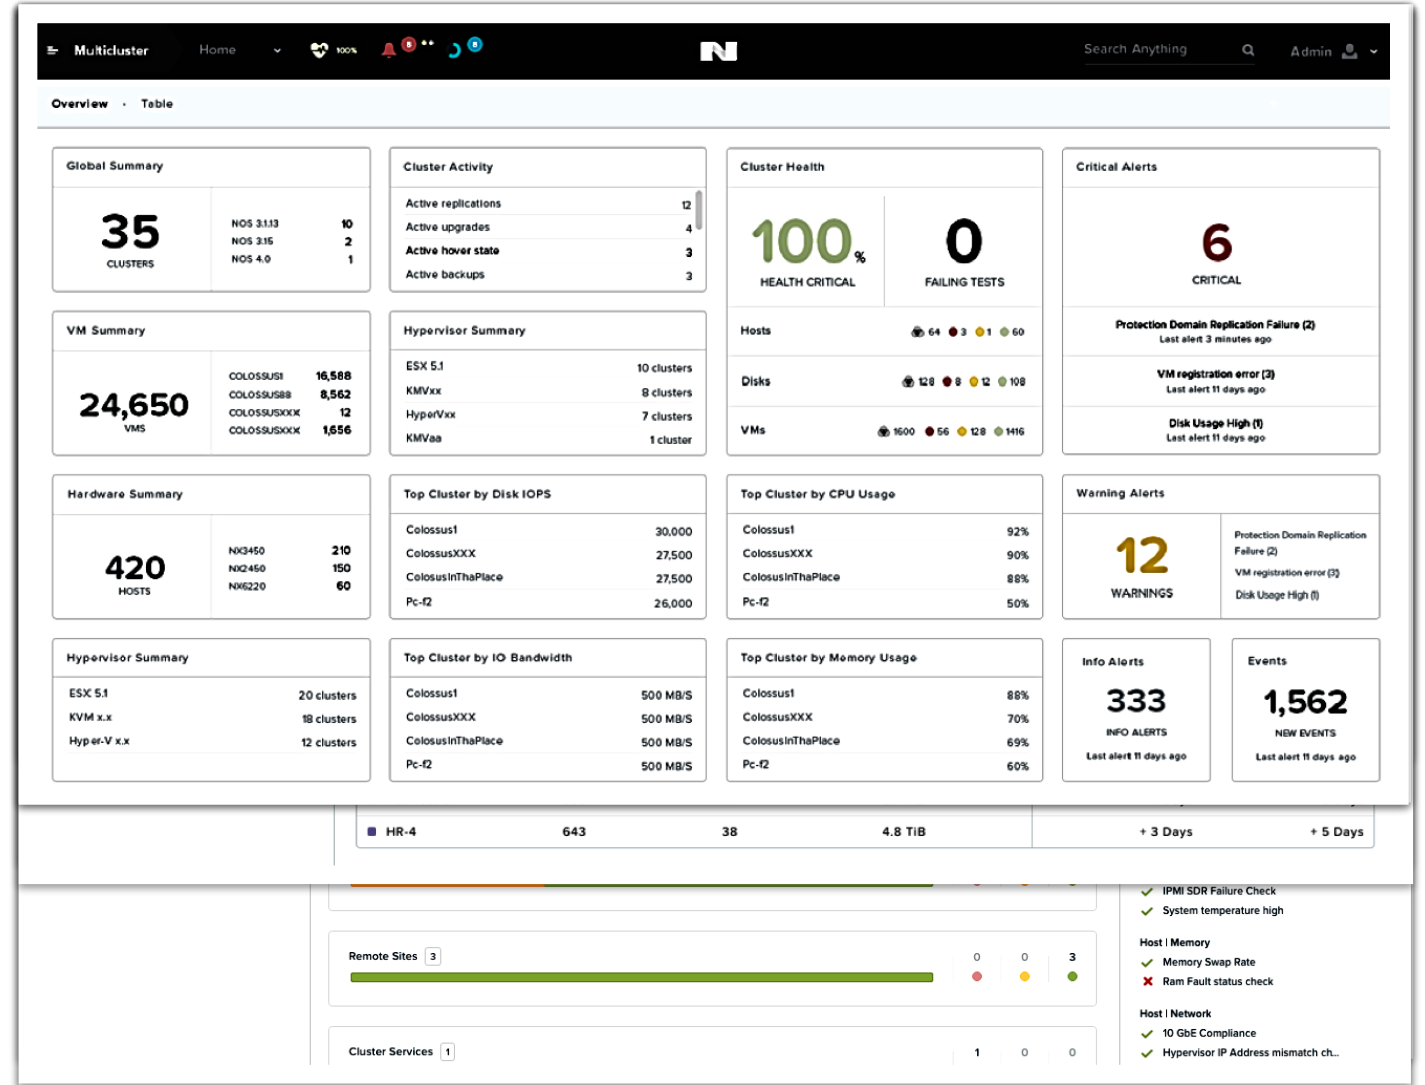 Multicluster Home 100% 8 8 Search Anything Admin
Overview · Table
Global Summary
35
CLUSTERS
NOS 3.1.13 10
NOS 3.15 2
NOS 4.0 1
Cluster Activity
Active replications 12
Active upgrades 4
Active hover state 3
Active backups 3
Cluster Health
100%
HEALTH CRITICAL
0
FAILING TESTS
Hosts 64 3 1 60
Disks 128 8 12 108
VMs 1600 56 128 1416
Critical Alerts
6
CRITICAL
Protection Domain Replication Failure (2)
Last alert 3 minutes ago
VM registration error (3)
Last alert 11 days ago
Disk Usage High (1)
Last alert 11 days ago
VM Summary
24,650
VMS
COLOSSUS1 16,588
COLOSSUS88 8,562
COLOSSUSXXX 12
COLOSSUSXXX 1,656
Hypervisor Summary
ESX 5.1 10 clusters
KMVxx 8 clusters
HyperVxx 7 clusters
KMVaa 1 cluster
Hardware Summary
420
HOSTS
NX3450 210
NX2450 150
NX6220 60
Top Cluster by Disk IOPS
Colossus1 30,000
ColossusXXX 27,500
ColosusInThaPlace 27,500
Pc-f2 26,000
Top Cluster by CPU Usage
Colossus1 92%
ColossusXXX 90%
ColosusInThaPlace 88%
Pc-f2 50%
Warning Alerts
12
WARNINGS
Protection Domain Replication
Failure (2)
VM registration error (3)
Disk Usage High (1)
Hypervisor Summary
ESX 5.1 20 clusters
KVM x.x 18 clusters
Hyper-V x.x 12 clusters
Top Cluster by IO Bandwidth
Colossus1 500 MB/S
ColossusXXX 500 MB/S
ColosusInThaPlace 500 MB/S
Pc-f2 500 MB/S
Top Cluster by Memory Usage
Colossus1 88%
ColossusXXX 70%
ColosusInThaPlace 69%
Pc-f2 60%
Info Alerts
333
INFO ALERTS
Last alert 11 days ago
Events
1,562
NEW EVENTS
Last alert 11 days ago
HR-4 643 38 4.8 TiB + 3 Days + 5 Days
IPMI SDR Failure Check
System temperature high
Remote Sites 3 0 0 3
Host | Memory
Memory Swap Rate
Ram Fault status check
Host | Network
10 GbE Compliance
Hypervisor IP Address mismatch ch...
Cluster Services 1 1 0 0